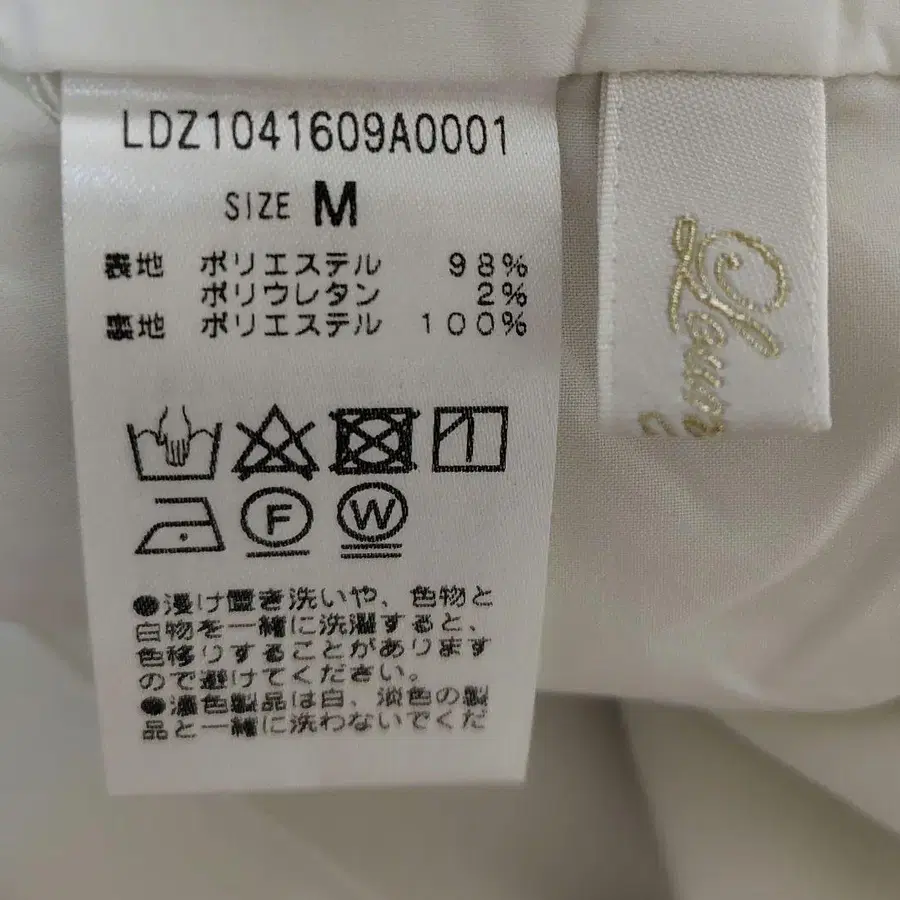 LDZ1041609A0001
SIZE M
表地 ポリエステル 98%
ポリウレタン 2%
裏地 ポリエステル 100%
F W
●浸け置き洗いや、色物と
白物を一緒に洗濯すると、
色移りすることがあります
ので避けてください。
●濃色製品は白、淡色の製
品と一緒に洗わないでくだ